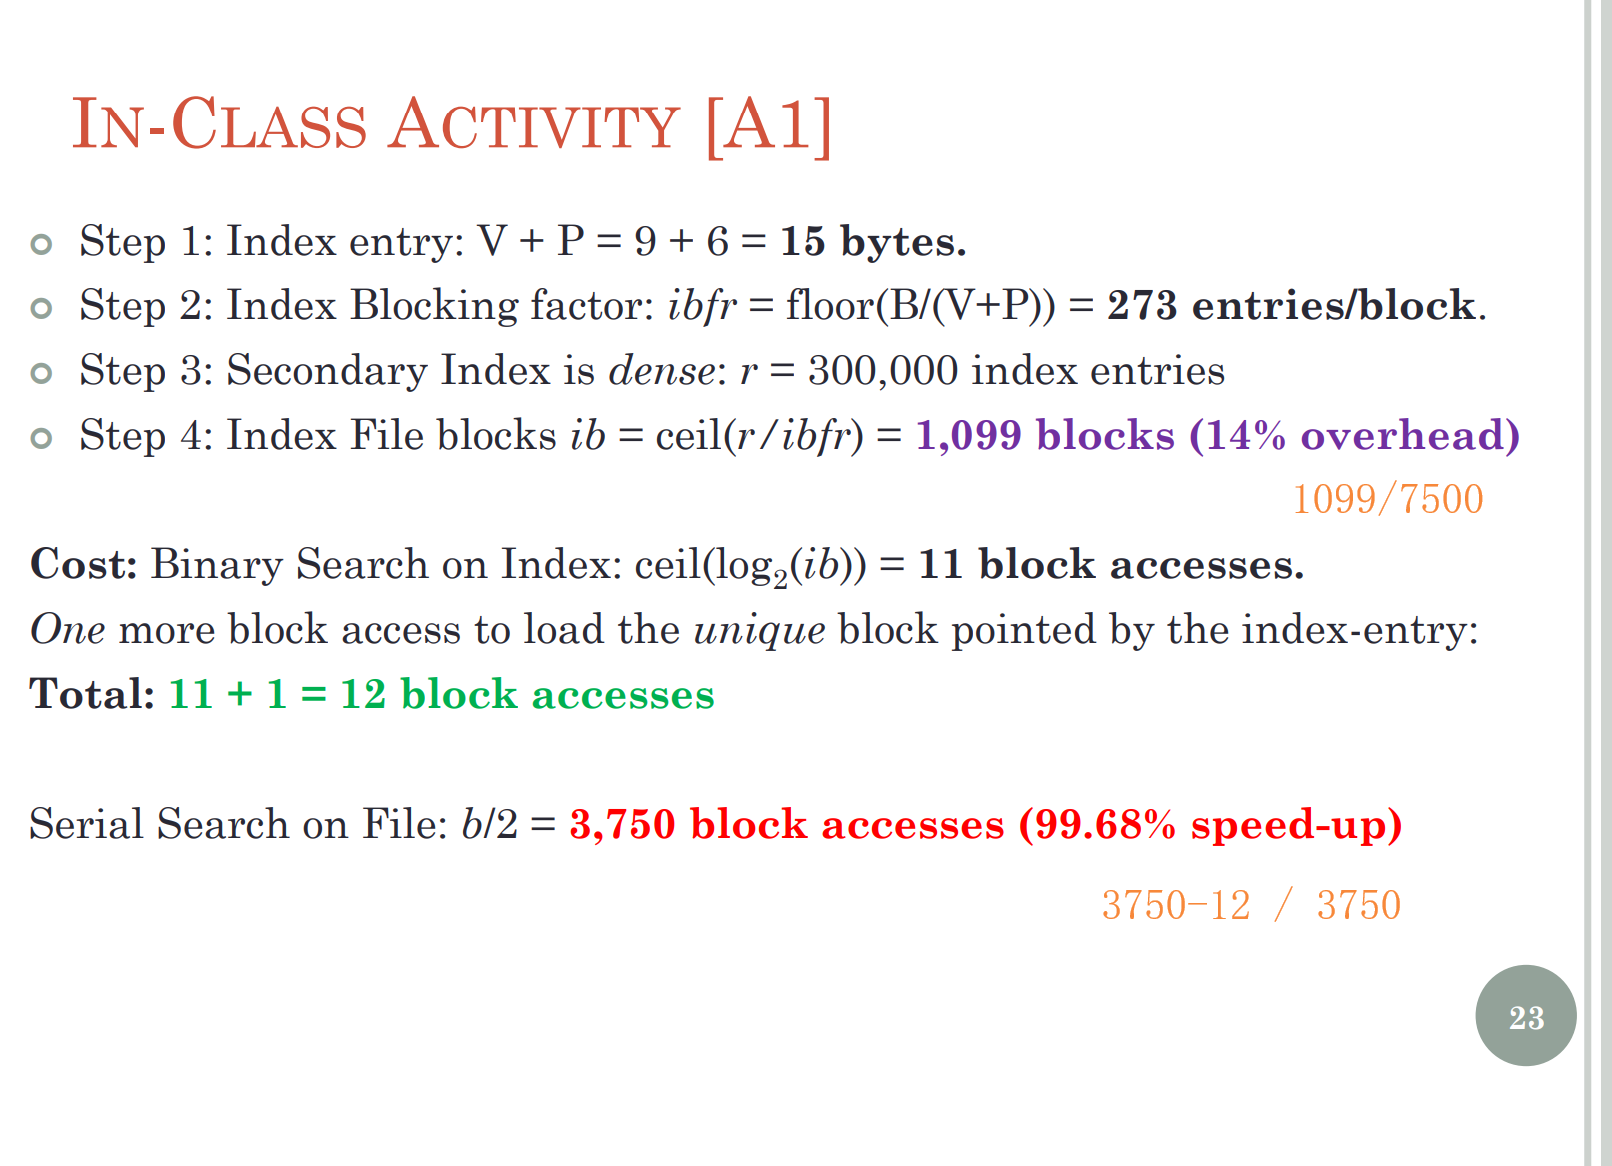 IN-CLASS ACTIVITY [A1]
Step 1: Index entry: V + P = 9 + 6 = 15 bytes.
Step 2: Index Blocking factor: ibfr = floor(B/(V+P)) = 273 entries/block.
Step 3: Secondary Index is dense: r = 300,000 index entries
Step 4: Index File blocks ib = ceil(r/ibfr) = 1,099 blocks (14% overhead)
1099/7500
Cost: Binary Search on Index: ceil(log₂(ib)) = 11 block accesses.
One more block access to load the unique block pointed by the index-entry:
Total: 11 + 1 = 12 block accesses
Serial Search on File: b/2 = 3,750 block accesses (99.68% speed-up)
3750-12 / 3750
23